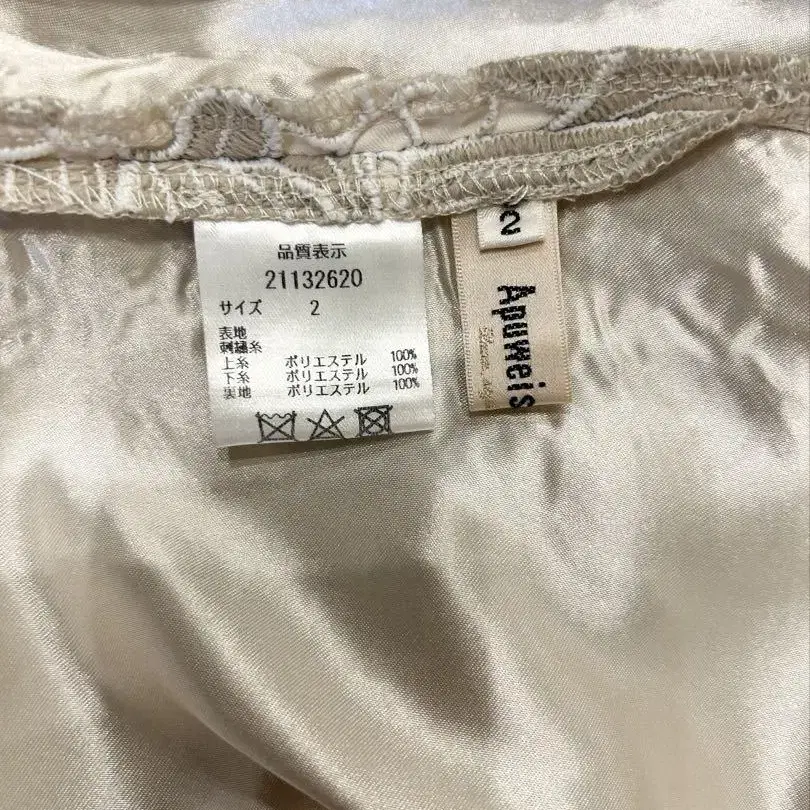 品質表示
21132620
サイズ 2
表地
刺繍糸
上糸 ポリエステル 100%
下糸 ポリエステル 100%
裏地 ポリエステル 100%
2
Apuweis